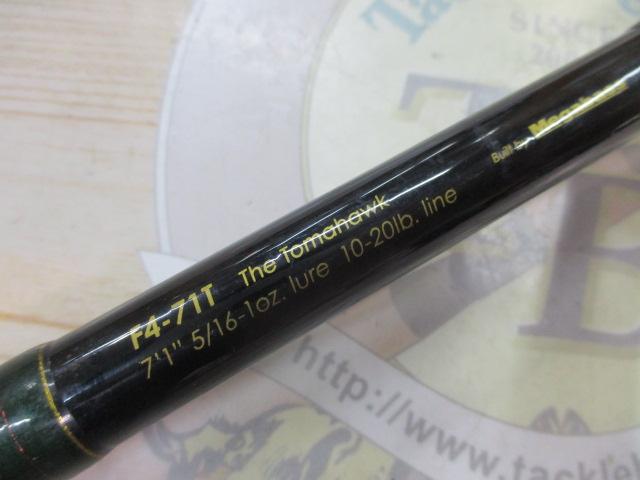 F4-71T The Tomahawk
7'1" 5/16-1oz. lure 10-20lb. line
Built by
http://www.tackle